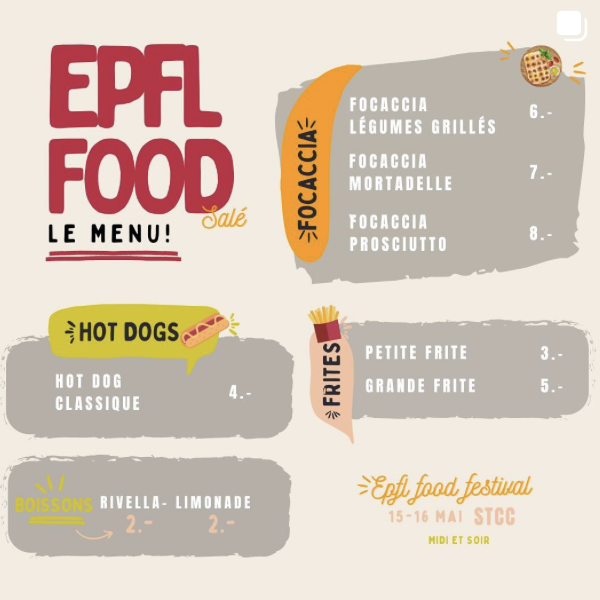 EPFL
FOOD
Salé
LE MENU!
FOCACCIA
FOCACCIA
LÉGUMES GRILLÉS
6.-
FOCACCIA
MORTADELLE
7.-
FOCACCIA
PROSCIUTTO
8.-
HOT DOGS
HOT DOG
CLASSIQUE
4.-
FRITES
PETITE FRITE 3.-
GRANDE FRITE 5.-
BOISSONS
RIVELLA- LIMONADE
2.- 2.-
Epfl food festival
15-16 MAI STCC
MIDI ET SOIR